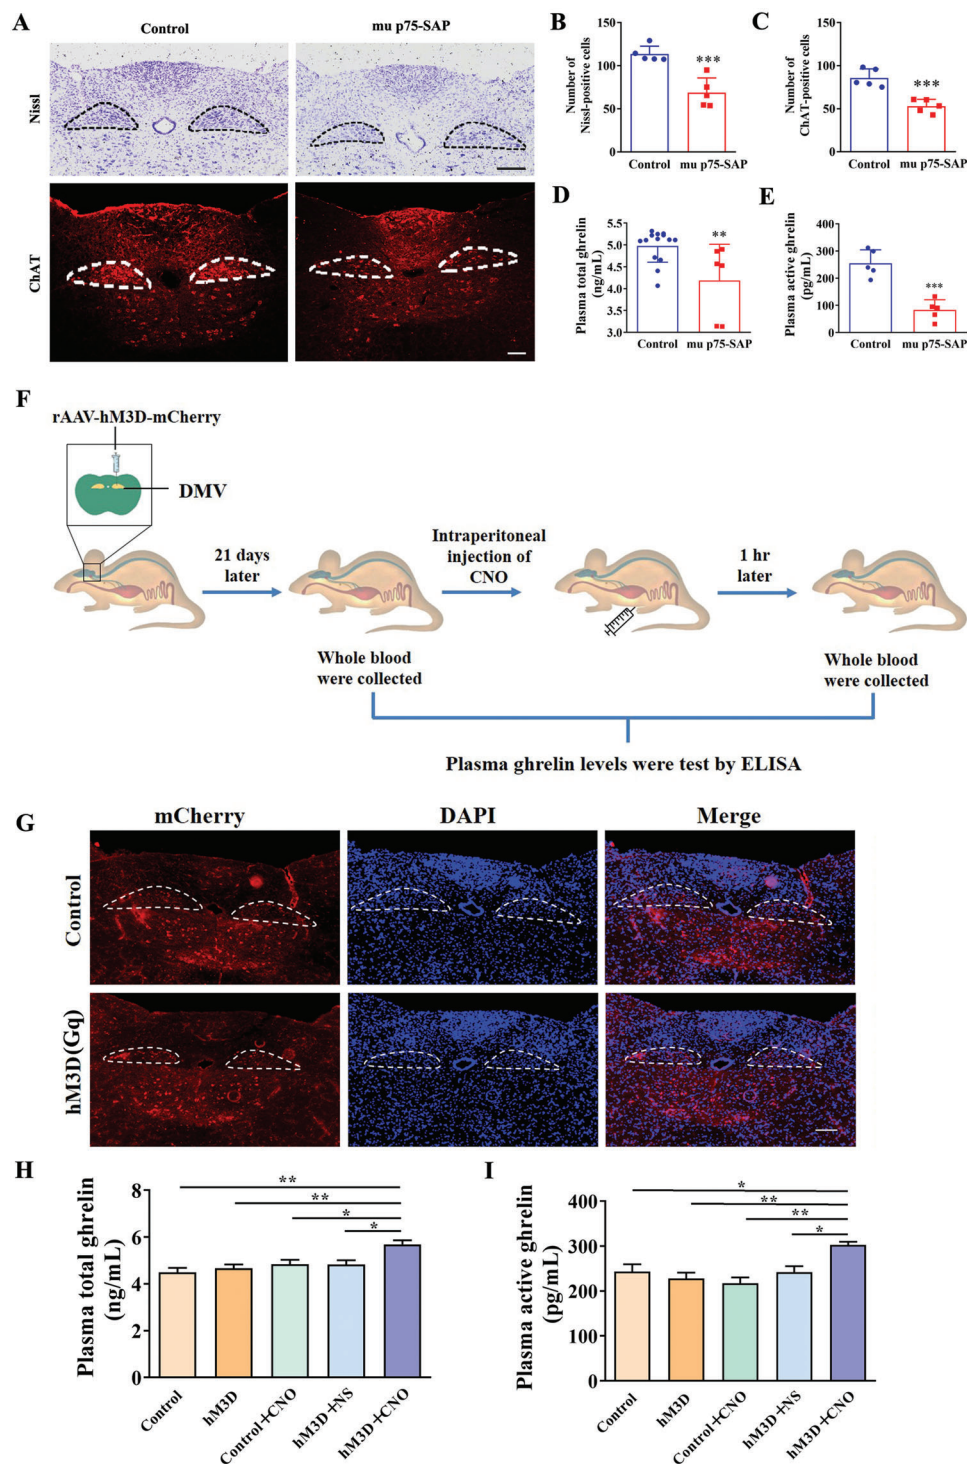 A
Control
mu p75-SAP
Nissl
ChAT
B
Number of
Nissl-positive cells
150
100
50
0
***
Control
mu p75-SAP
C
Number of
ChAT-positive cells
150
100
50
0
***
Control
mu p75-SAP
D
Plasma total ghrelin
(ng/mL)
5.5
5.0
4.5
4.0
3.5
3.0
**
Control
mu p75-SAP
E
Plasma active ghrelin
(pg/mL)
400
300
200
100
0
***
Control
mu p75-SAP
F
rAAV-hM3D-mCherry
DMV
21 days
later
Intraperitoneal
injection of
CNO
1 hr
later
Whole blood
were collected
Whole blood
were collected
Plasma ghrelin levels were test by ELISA
G
mCherry
DAPI
Merge
Control
hM3D(Gq)
H
Plasma total ghrelin
(ng/mL)
8
6
4
2
0
**
**
*
*
Control
hM3D
Control+CNO
hM3D+NS
hM3D+CNO
I
Plasma active ghrelin
(pg/mL)
400
300
200
100
0
*
**
**
*
Control
hM3D
Control+CNO
hM3D+NS
hM3D+CNO